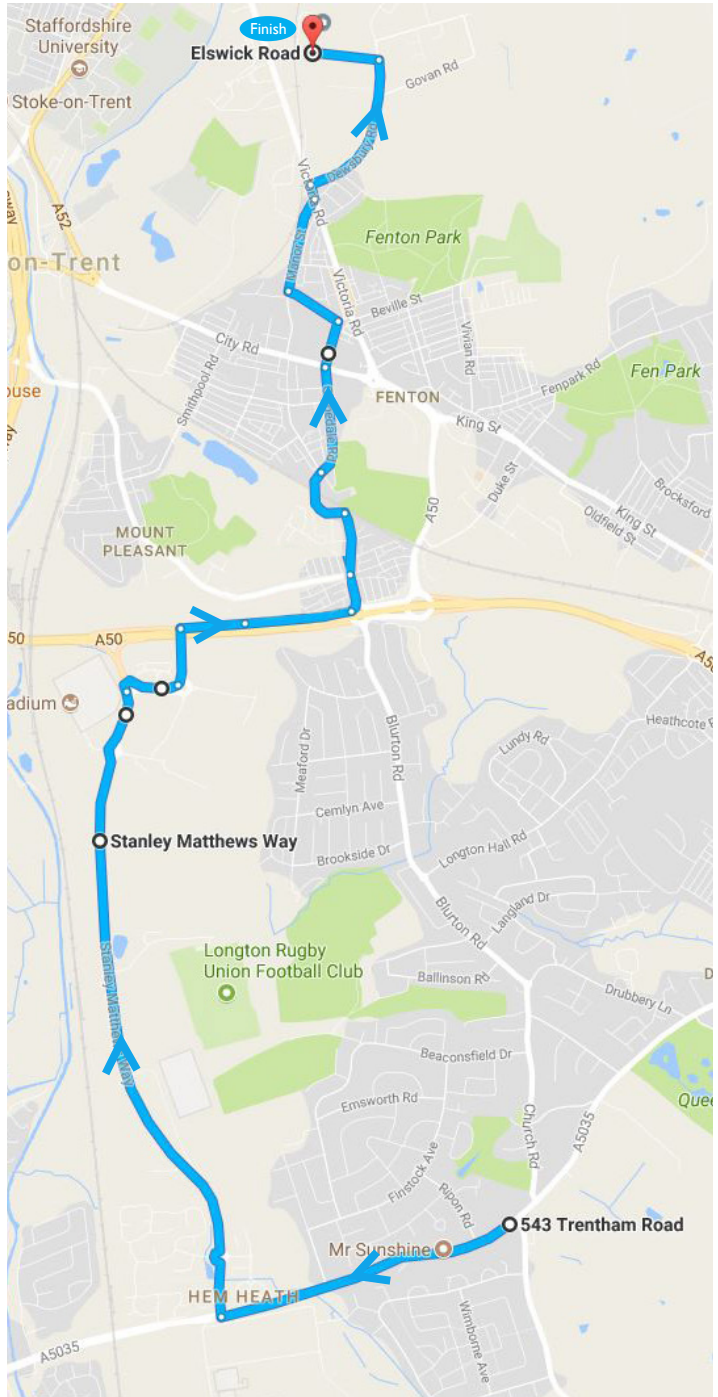 Staffordshire
University
Finish
Elswick Road
Govan Rd
Stoke-on-Trent
Dewsbury Rd
A52
Victoria Rd
Fenton Park
on-Trent
Manor St
Victoria Rd
Beville St
City Rd
Vivian Rd
Smithpool Rd
Fenpark Rd
Fen Park
ouse
FENTON
King St
Duke St
A50
Brocksford
King St
Oldfield St
MOUNT
PLEASANT
50
A50
A50
adium
Blurton Rd
Heathcote R
Lundy Rd
Meaford Dr
Cemlyn Ave
Stanley Matthews Way
Brookside Dr
Longton Hall Rd
Langland Dr
Blurton Rd
Longton Rugby
Union Football Club
Ballinson Rd
D
Drubbery Ln
Stanley Matthews Way
Beaconsfield Dr
Emsworth Rd
Quee
A5035
Church Rd
Finstock Ave
Ripon Rd
543 Trentham Road
Mr Sunshine
HEM HEATH
Wimborne Ave
A5035